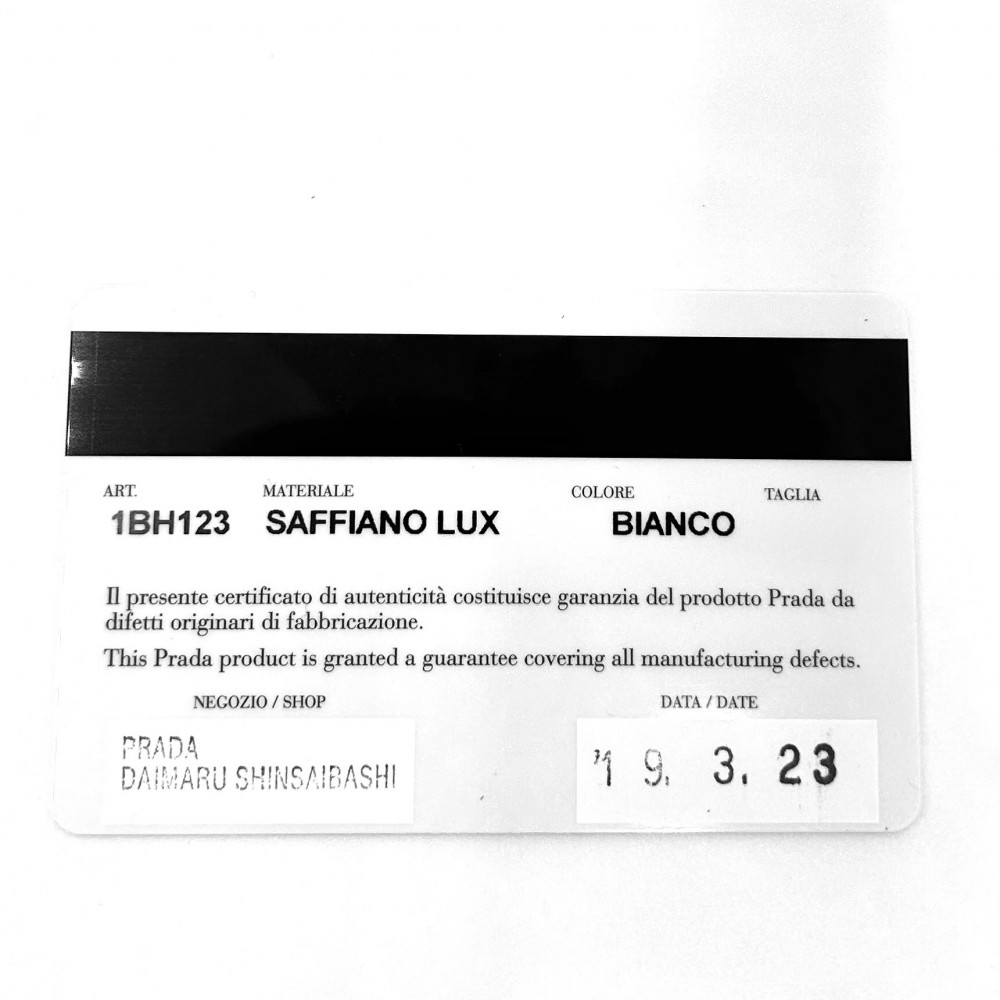 ART. MATERIALE COLORE TAGLIA
1BH123 SAFFIANO LUX BIANCO
Il presente certificato di autenticità costituisce garanzia del prodotto Prada da
difetti originari di fabbricazione.
This Prada product is granted a guarantee covering all manufacturing defects.
NEGOZIO / SHOP DATA / DATE
PRADA
DAIMARU SHINSAIBASHI
'19. 3. 23